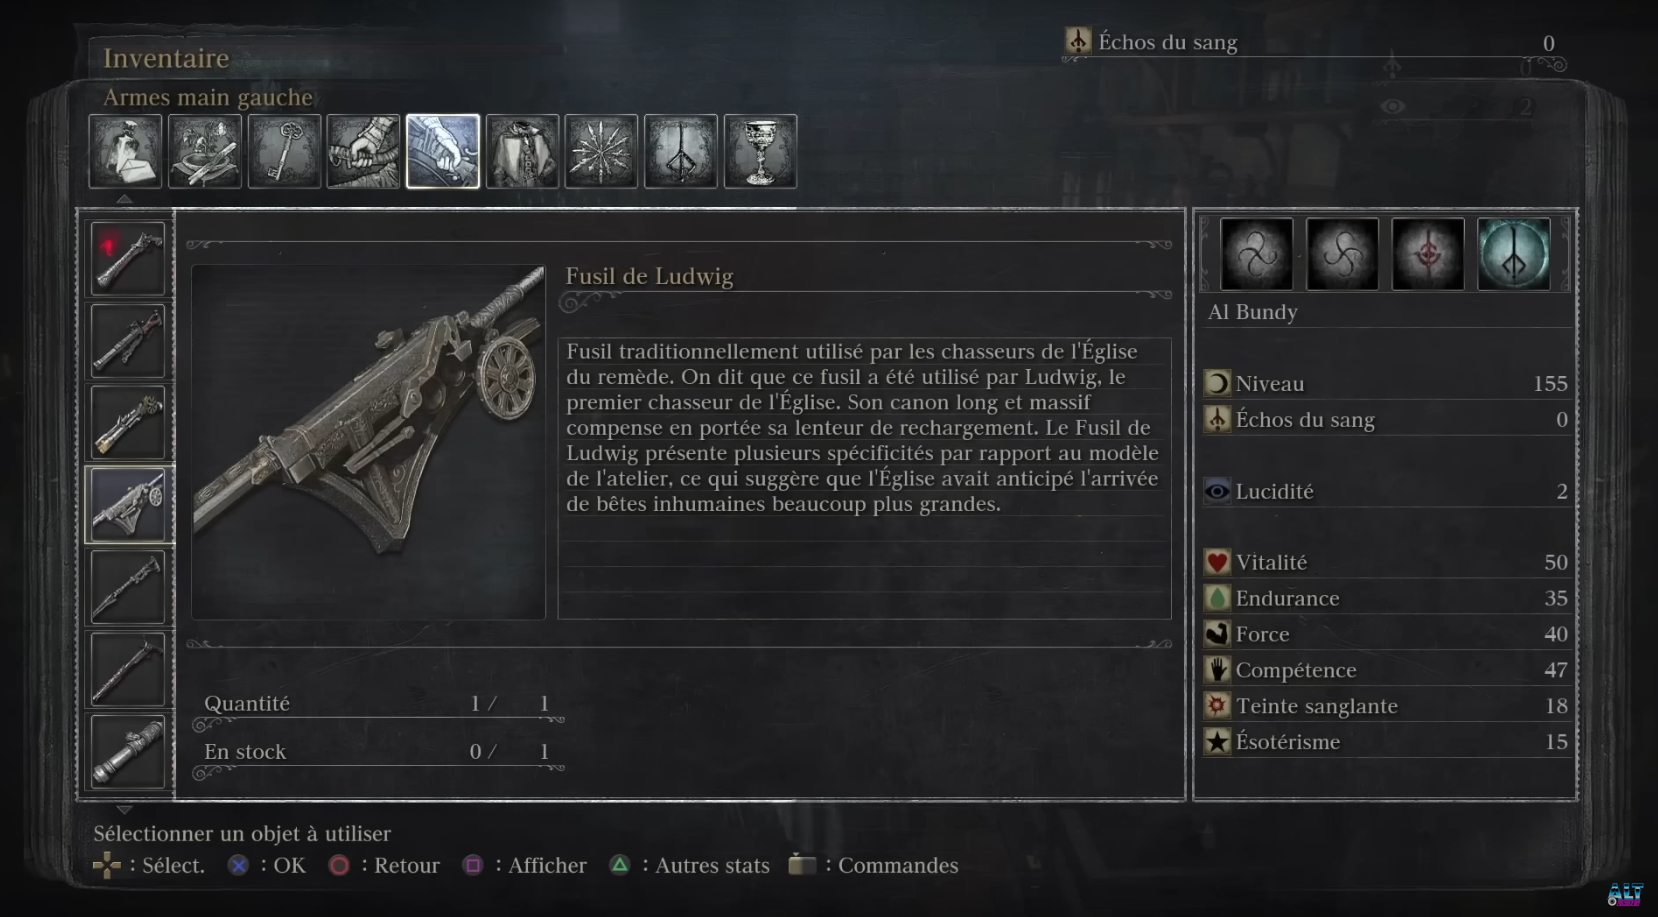 Échos du sang 0
Inventaire
Armes main gauche
2
Fusil de Ludwig
Fusil traditionnellement utilisé par les chasseurs de l'Église
du remède. On dit que ce fusil a été utilisé par Ludwig, le
premier chasseur de l'Église. Son canon long et massif
compense en portée sa lenteur de rechargement. Le Fusil de
Ludwig présente plusieurs spécificités par rapport au modèle
de l'atelier, ce qui suggère que l'Église avait anticipé l'arrivée
de bêtes inhumaines beaucoup plus grandes.
Quantité 1 / 1
En stock 0 / 1
Al Bundy
Niveau 155
Échos du sang 0
Lucidité 2
Vitalité 50
Endurance 35
Force 40
Compétence 47
Teinte sanglante 18
Ésotérisme 15
Sélectionner un objet à utiliser
: Sélect. : OK : Retour : Afficher : Autres stats : Commandes
ALT